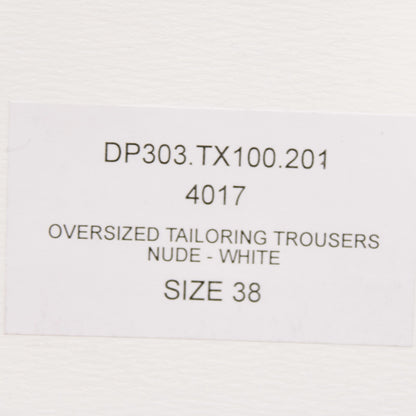 DP303.TX100.201
4017
OVERSIZED TAILORING TROUSERS
NUDE - WHITE
SIZE 38